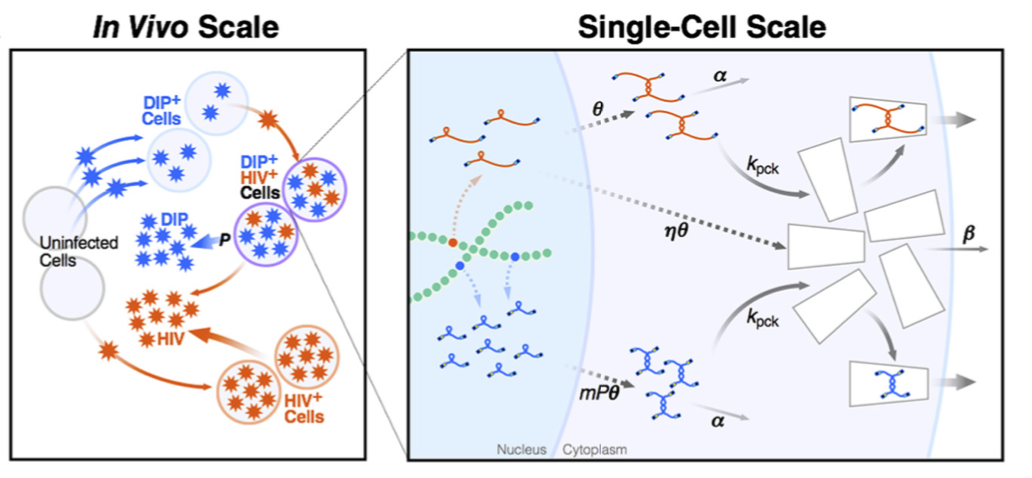 In Vivo Scale
Single-Cell Scale
DIP+
Cells
DIP+
HIV+
Cells
DIP
P
Uninfected
Cells
HIV
HIV+
Cells
θ
α
kpck
ηθ
β
kpck
mPθ
α
Nucleus Cytoplasm